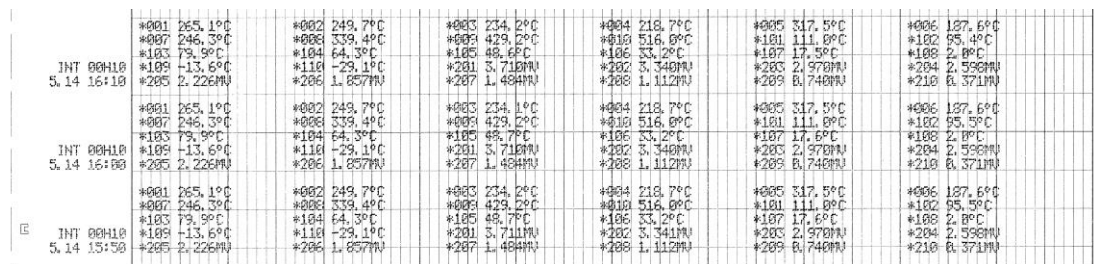 *001 265.1°C *002 249.7°C *003 234.2°C *004 218.7°C *005 317.5°C *006 187.6°C
*007 246.3°C *008 339.4°C *009 429.2°C *010 516.0°C *101 111.0°C *102 95.4°C
*103 79.9°C *104 64.3°C *105 48.6°C *106 33.2°C *107 17.5°C *108 2.0°C
INT 00H10 *109 -13.6°C *110 -29.1°C *201 3.710MV *202 3.340MV *203 2.970MV *204 2.598MV
5.14 16:10 *205 2.226MV *206 1.857MV *207 1.484MV *208 1.112MV *209 0.740MV *210 0.371MV
*001 265.1°C *002 249.7°C *003 234.1°C *004 218.7°C *005 317.5°C *006 187.6°C
*007 246.3°C *008 339.4°C *009 429.2°C *010 516.0°C *101 111.0°C *102 95.5°C
*103 79.9°C *104 64.3°C *105 48.7°C *106 33.2°C *107 17.6°C *108 2.0°C
INT 00H10 *109 -13.6°C *110 -29.1°C *201 3.710MV *202 3.340MV *203 2.970MV *204 2.598MV
5.14 16:00 *205 2.226MV *206 1.857MV *207 1.484MV *208 1.112MV *209 0.740MV *210 0.371MV
*001 265.1°C *002 249.7°C *003 234.2°C *004 218.7°C *005 317.5°C *006 187.6°C
*007 246.3°C *008 339.4°C *009 429.2°C *010 516.0°C *101 111.0°C *102 95.5°C
*103 79.9°C *104 64.3°C *105 48.7°C *106 33.2°C *107 17.6°C *108 2.0°C
INT 00H10 *109 -13.6°C *110 -29.1°C *201 3.711MV *202 3.341MV *203 2.970MV *204 2.598MV
5.14 15:50 *205 2.226MV *206 1.857MV *207 1.484MV *208 1.112MV *209 0.740MV *210 0.371MV